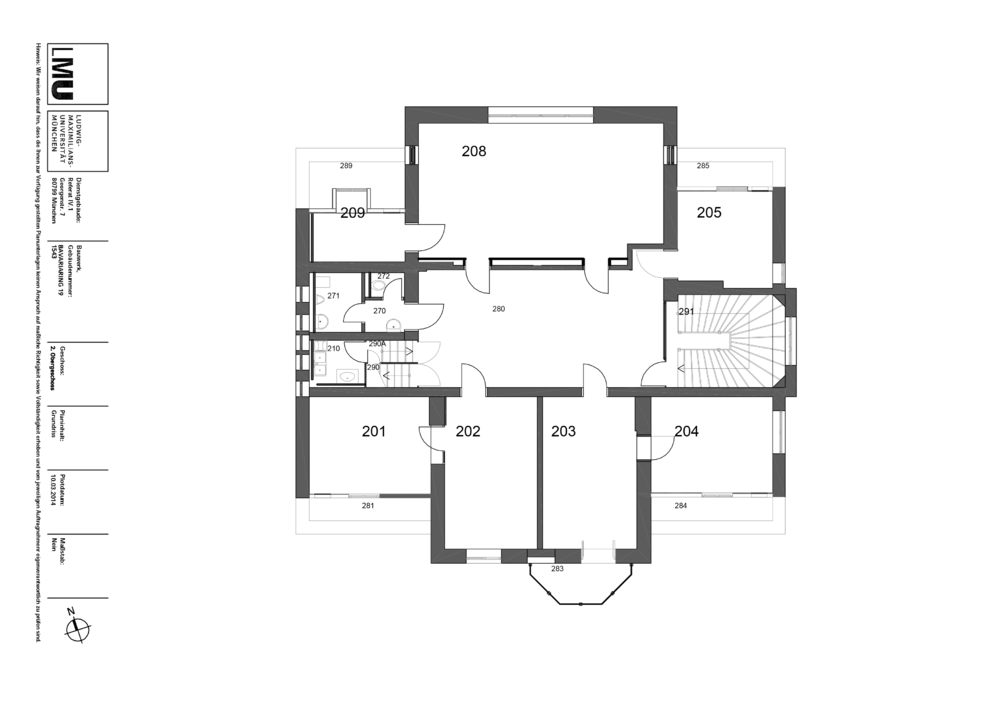 LMU
LUDWIG-
MAXIMILIANS-
UNIVERSITÄT
MÜNCHEN
Dienstgebäude:
Referat IV.1
Georgenstr. 7
80799 München
Bauwerk,
Gebäudenummer:
BAVARIARING 19
1543
Geschoss:
2. Obergeschoss
Planinhalt:
Grundriss
Plotdatum:
10.03.2014
Maßstab:
Nein
N
Hinweis: Wir weisen darauf hin, dass die Ihnen zur Verfügung gestellten Planunterlagen keinen Anspruch auf maßliche Richtigkeit sowie Vollständigkeit erheben und vom jeweiligen Auftragnehmer eigenverantwortlich zu prüfen sind.
208
289
285
209
205
272
271
270
280
291
290A
210
290
201
202
203
204
281
284
283